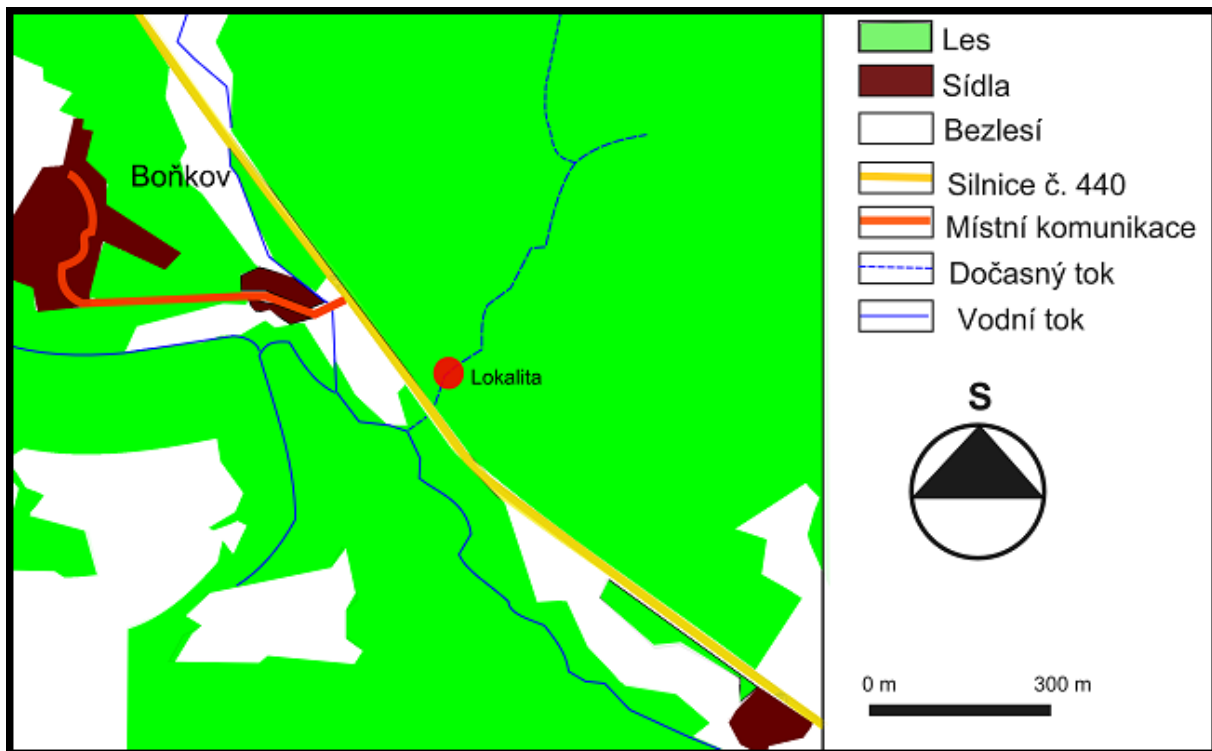 Boňkov
Lokalita
Les
Sídla
Bezlesí
Silnice č. 440
Místní komunikace
Dočasný tok
Vodní tok
S
0 m 300 m